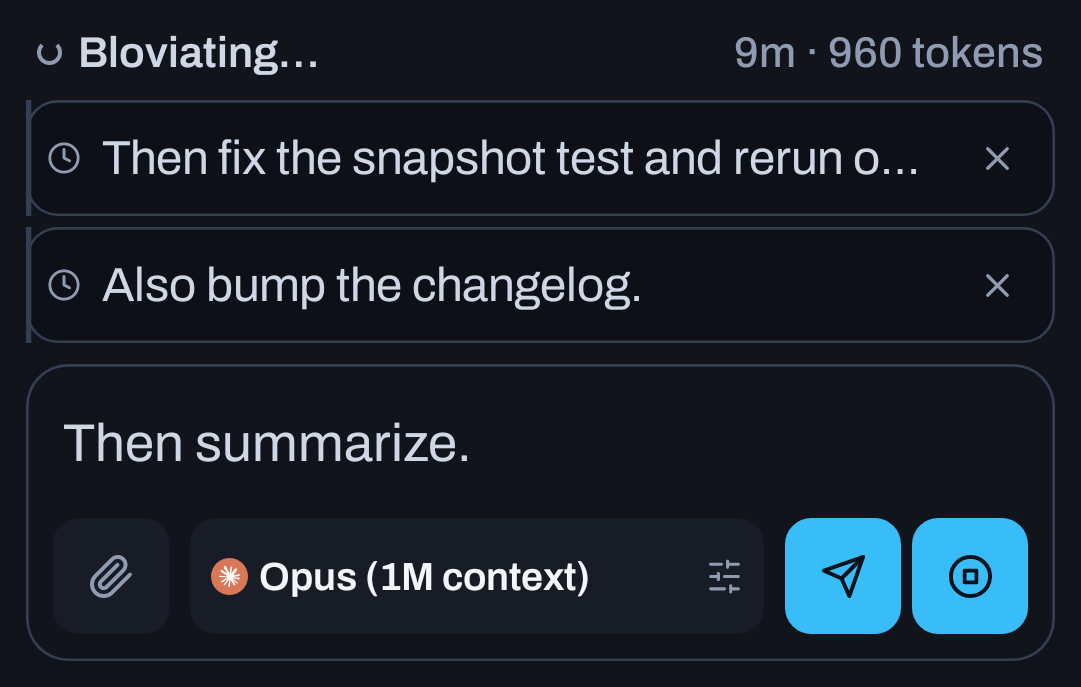 Bloviating…
9m · 960 tokens
Then fix the snapshot test and rerun o…
Also bump the changelog.
Then summarize.
Opus (1M context)